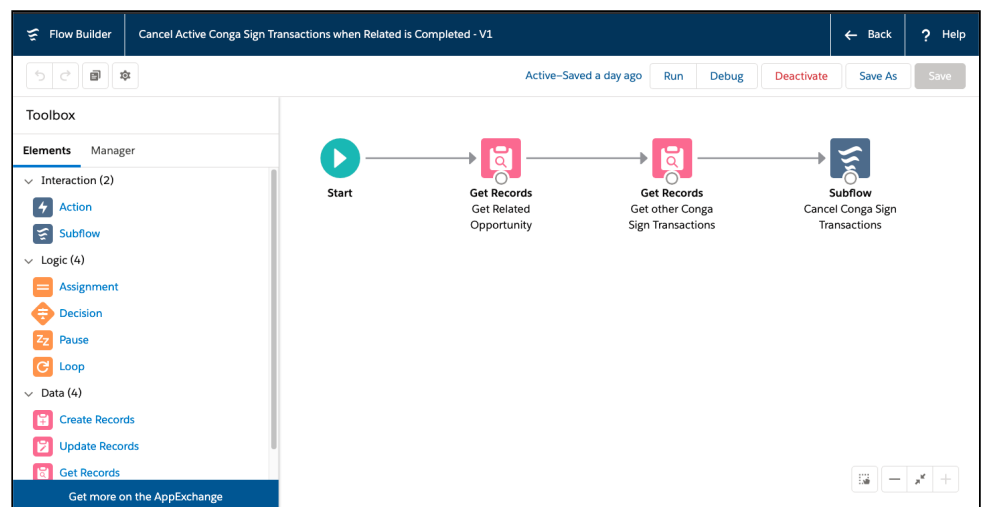 Flow Builder
Cancel Active Conga Sign Transactions when Related is Completed - V1
Back
? Help
Active–Saved a day ago
Run
Debug
Deactivate
Save As
Save
Toolbox
Elements
Manager
Interaction (2)
Action
Subflow
Logic (4)
Assignment
Decision
Pause
Loop
Data (4)
Create Records
Update Records
Get Records
Get more on the AppExchange
Start
Get Records
Get Related
Opportunity
Get Records
Get other Conga
Sign Transactions
Subflow
Cancel Conga Sign
Transactions